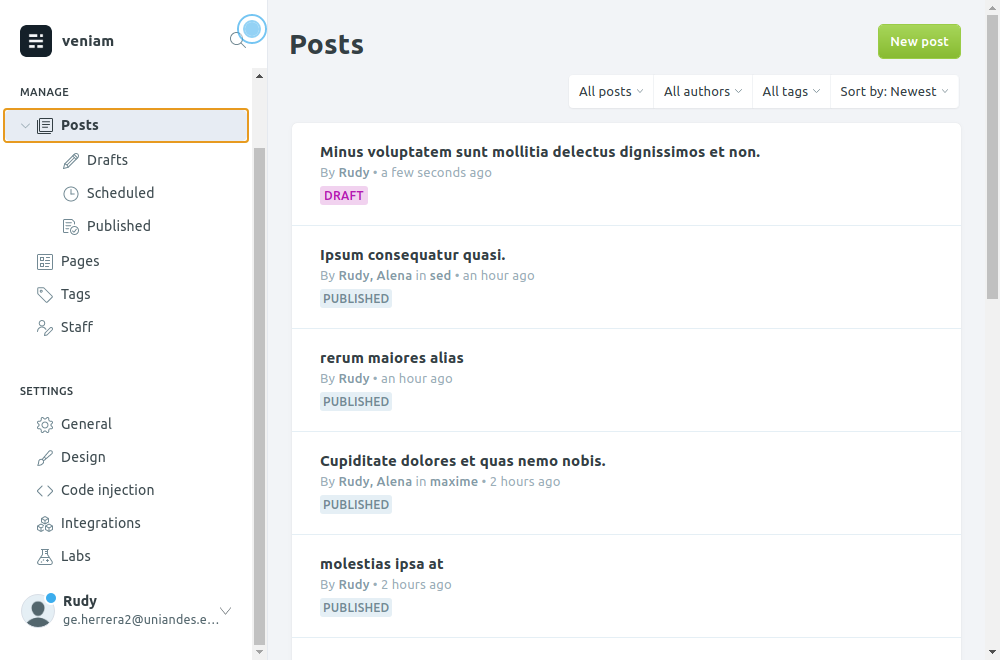 veniam
MANAGE
Posts
Drafts
Scheduled
Published
Pages
Tags
Staff
SETTINGS
General
Design
Code injection
Integrations
Labs
Rudy
ge.herrera2@uniandes.e...
Posts
New post
All posts
All authors
All tags
Sort by: Newest
Minus voluptatem sunt mollitia delectus dignissimos et non.
By Rudy • a few seconds ago
DRAFT
Ipsum consequatur quasi.
By Rudy, Alena in sed • an hour ago
PUBLISHED
rerum maiores alias
By Rudy • an hour ago
PUBLISHED
Cupiditate dolores et quas nemo nobis.
By Rudy, Alena in maxime • 2 hours ago
PUBLISHED
molestias ipsa at
By Rudy • 2 hours ago
PUBLISHED